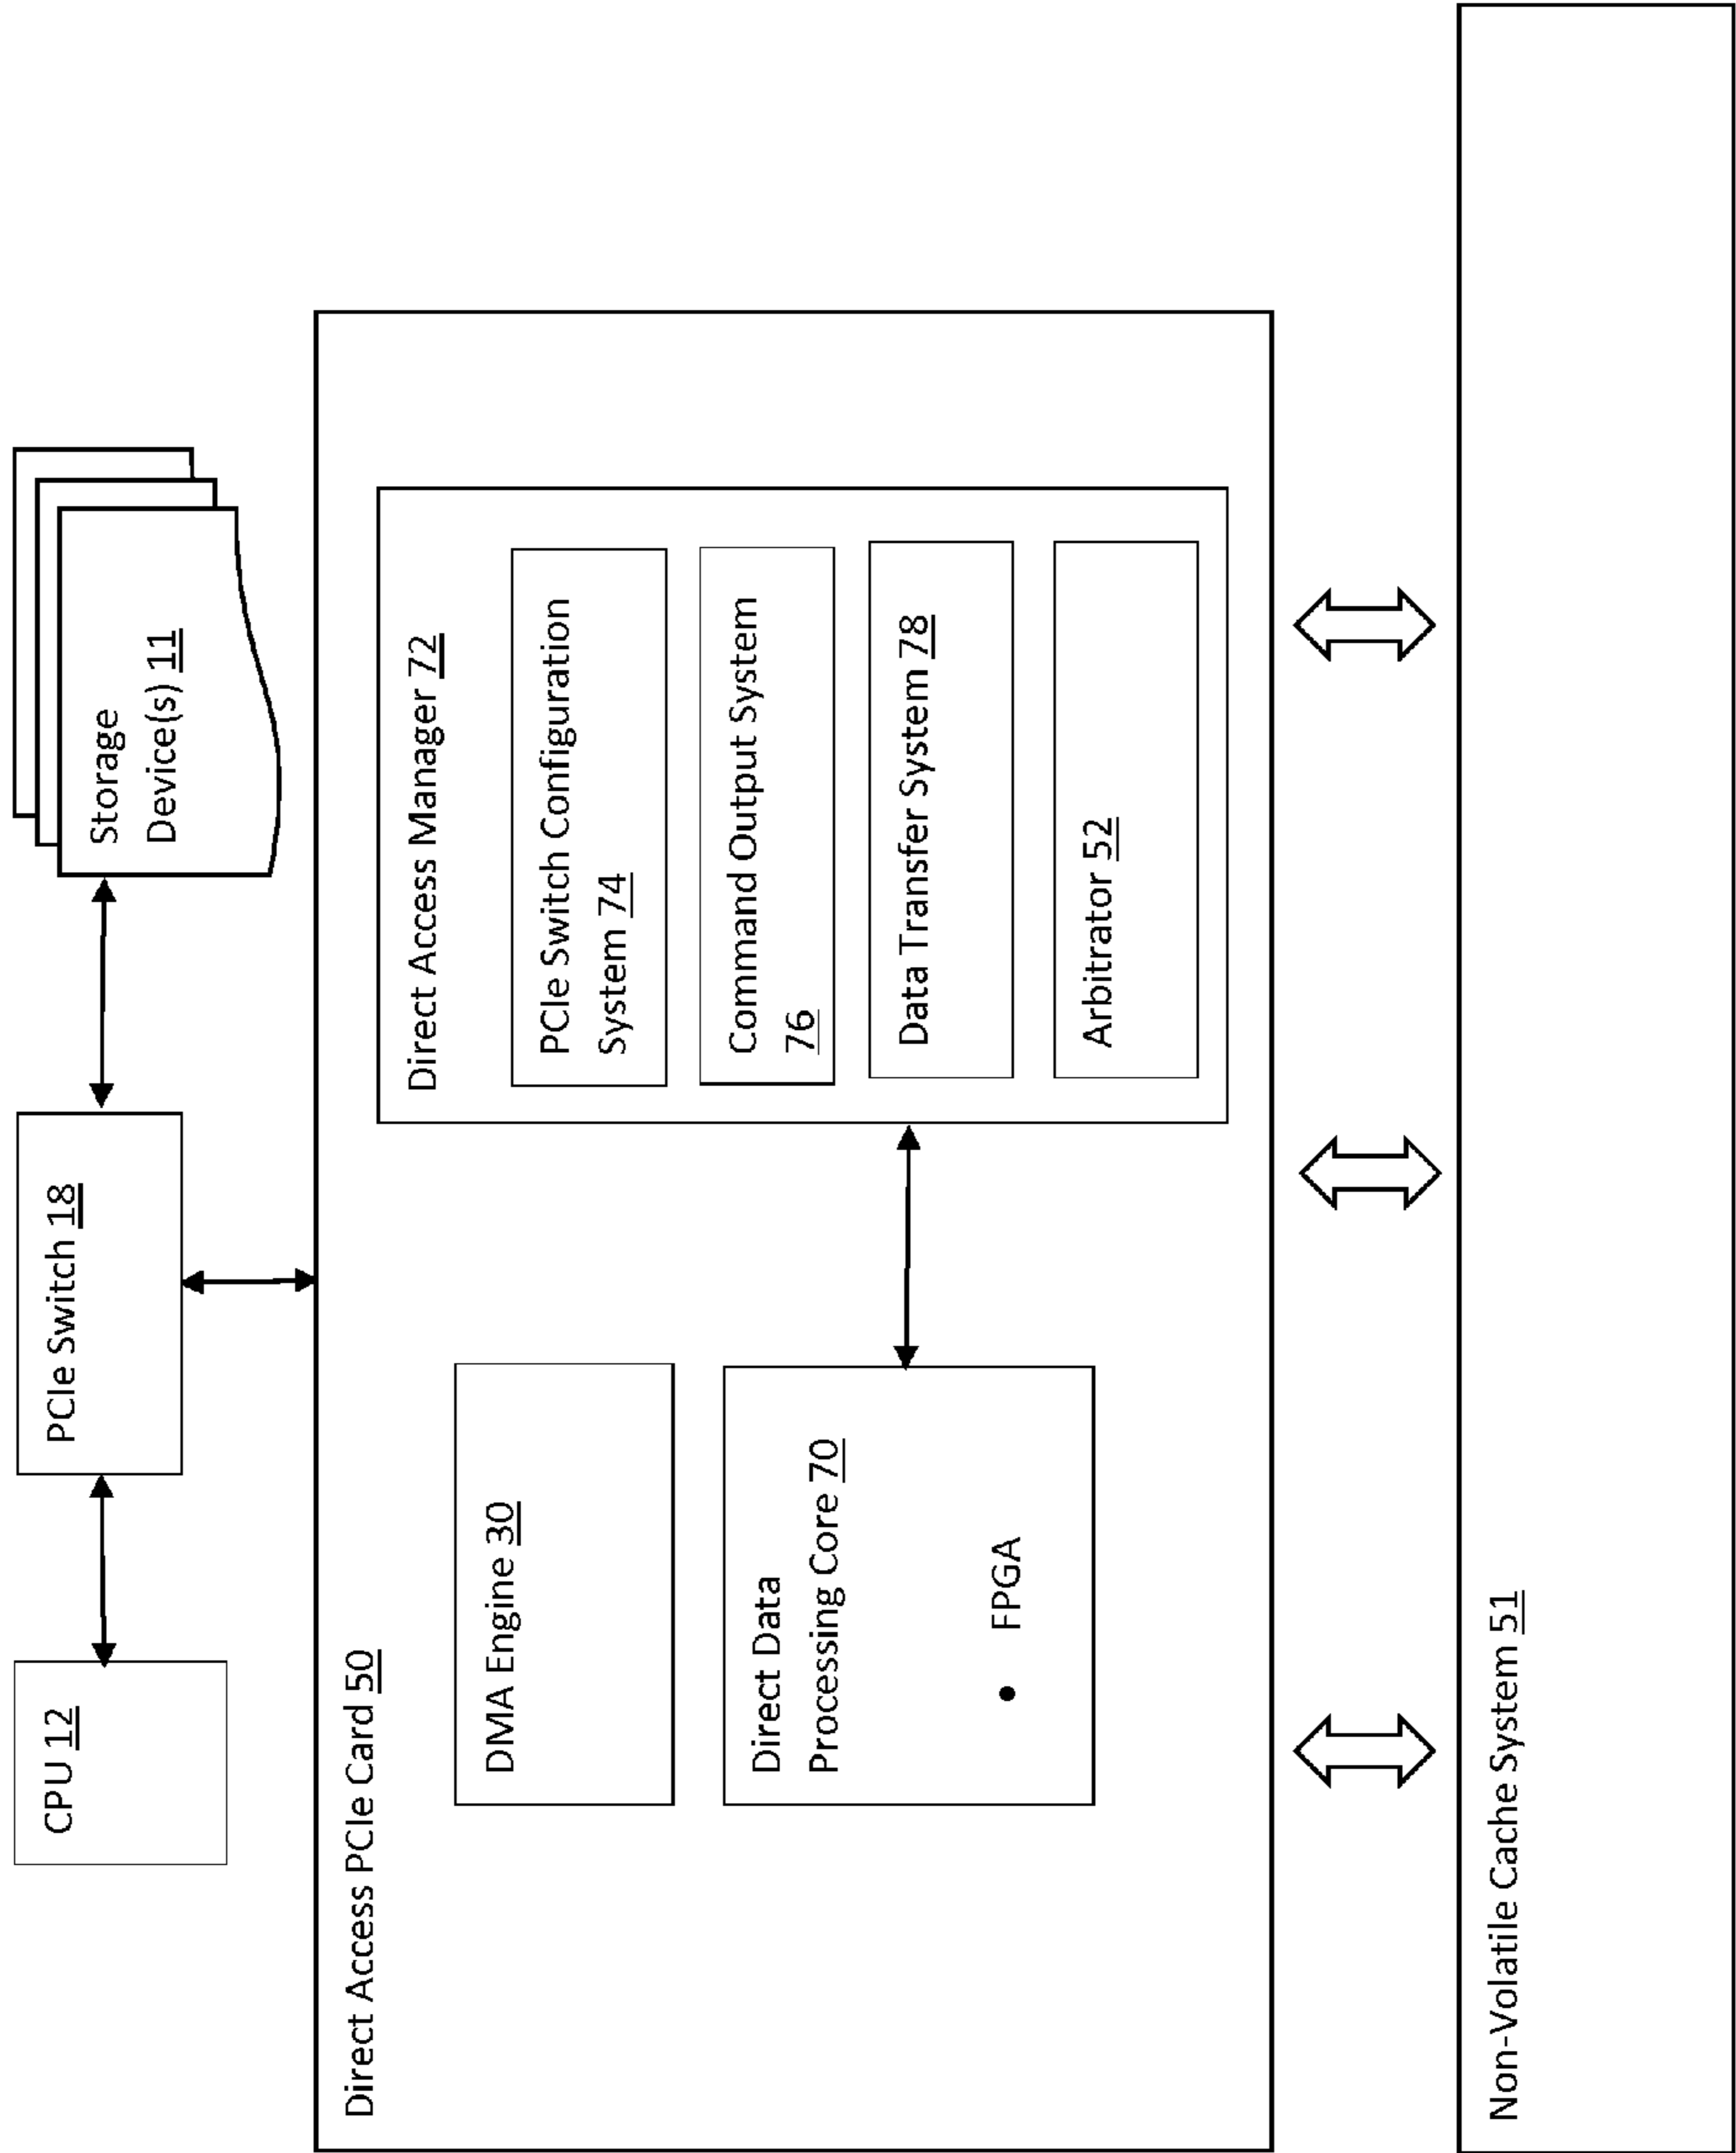 CPU 12
PCIe Switch 18
Storage
Device(s) 11
Direct Access PCIe Card 50
DMA Engine 30
Direct Data
Processing Core 70
• FPGA
Direct Access Manager 72
PCIe Switch Configuration
System 74
Command Output System
76
Data Transfer System 78
Arbitrator 52
Non-Volatile Cache System 51